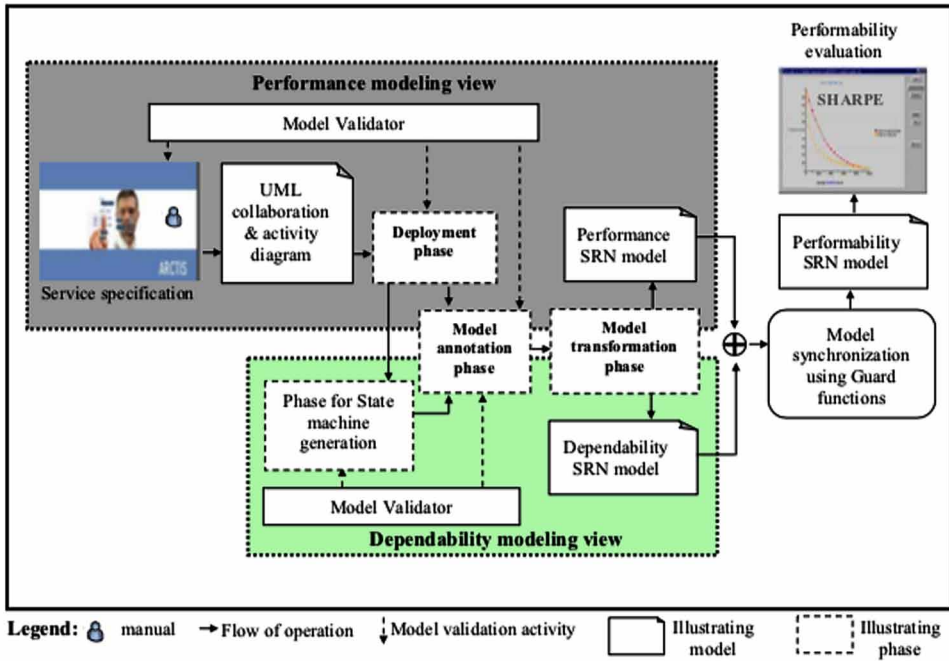 Performability
evaluation
SHARPE
Performance modeling view
Model Validator
UML
collaboration
& activity
diagram
Deployment
phase
Performance
SRN model
Performability
SRN model
ARCTIS
Service specification
Model
annotation
phase
Model
transformation
phase
Model
synchronization
using Guard
functions
Phase for State
machine
generation
Dependability
SRN model
Model Validator
Dependability modeling view
Legend: manual Flow of operation Model validation activity Illustrating
model Illustrating
phase